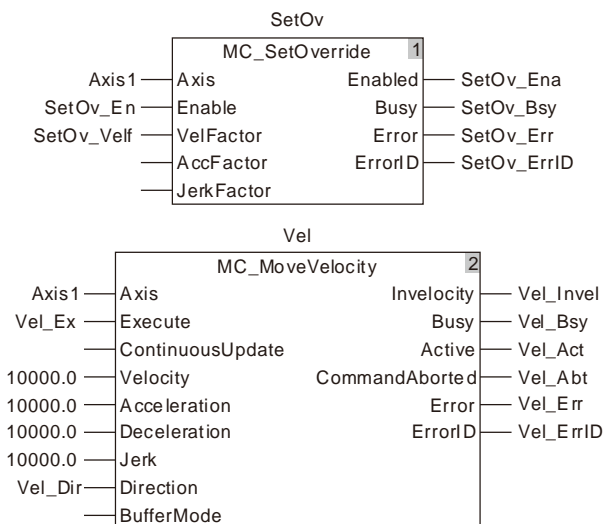 SetOv
MC_SetOverride 1
Axis1 Axis Enabled SetOv_Ena
SetOv_En Enable Busy SetOv_Bsy
SetOv_Velf VelFactor Error SetOv_Err
AccFactor ErrorID SetOv_ErrID
JerkFactor
Vel
MC_MoveVelocity 2
Axis1 Axis Invelocity Vel_Invel
Vel_Ex Execute Busy Vel_Bsy
ContinuousUpdate Active Vel_Act
10000.0 Velocity CommandAborted Vel_Abt
10000.0 Acceleration Error Vel_Err
10000.0 Deceleration ErrorID Vel_ErrID
10000.0 Jerk
Vel_Dir Direction
BufferMode